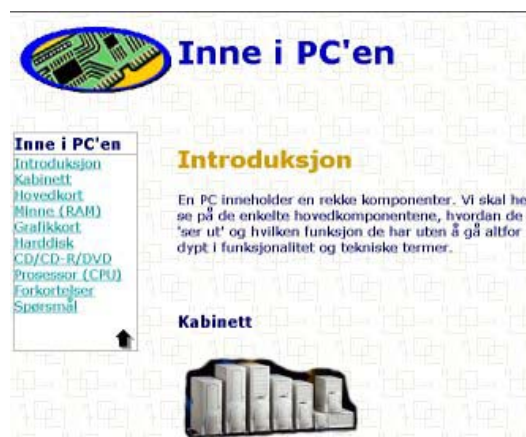 Inne i PC'en
Inne i PC'en
Introduksjon
Kabinett
Hovedkort
Minne (RAM)
Grafikkort
Harddisk
CD/CD-R/DVD
Prosessor (CPU)
Forkortelser
Spørsmål
Introduksjon
En PC inneholder en rekke komponenter. Vi skal he
se på de enkelte hovedkomponentene, hvordan de
'ser ut' og hvilken funksjon de har uten å gå altfor
dypt i funksjonalitet og tekniske termer.
Kabinett